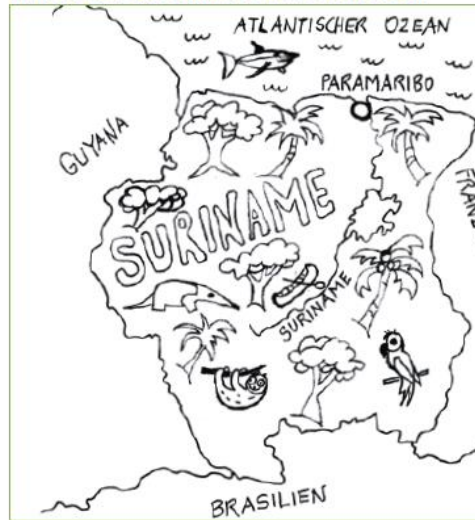 ATLANTISCHER OZEAN
PARAMARIBO
GUYANA
SURINAME
SURINAME
BRASILIEN